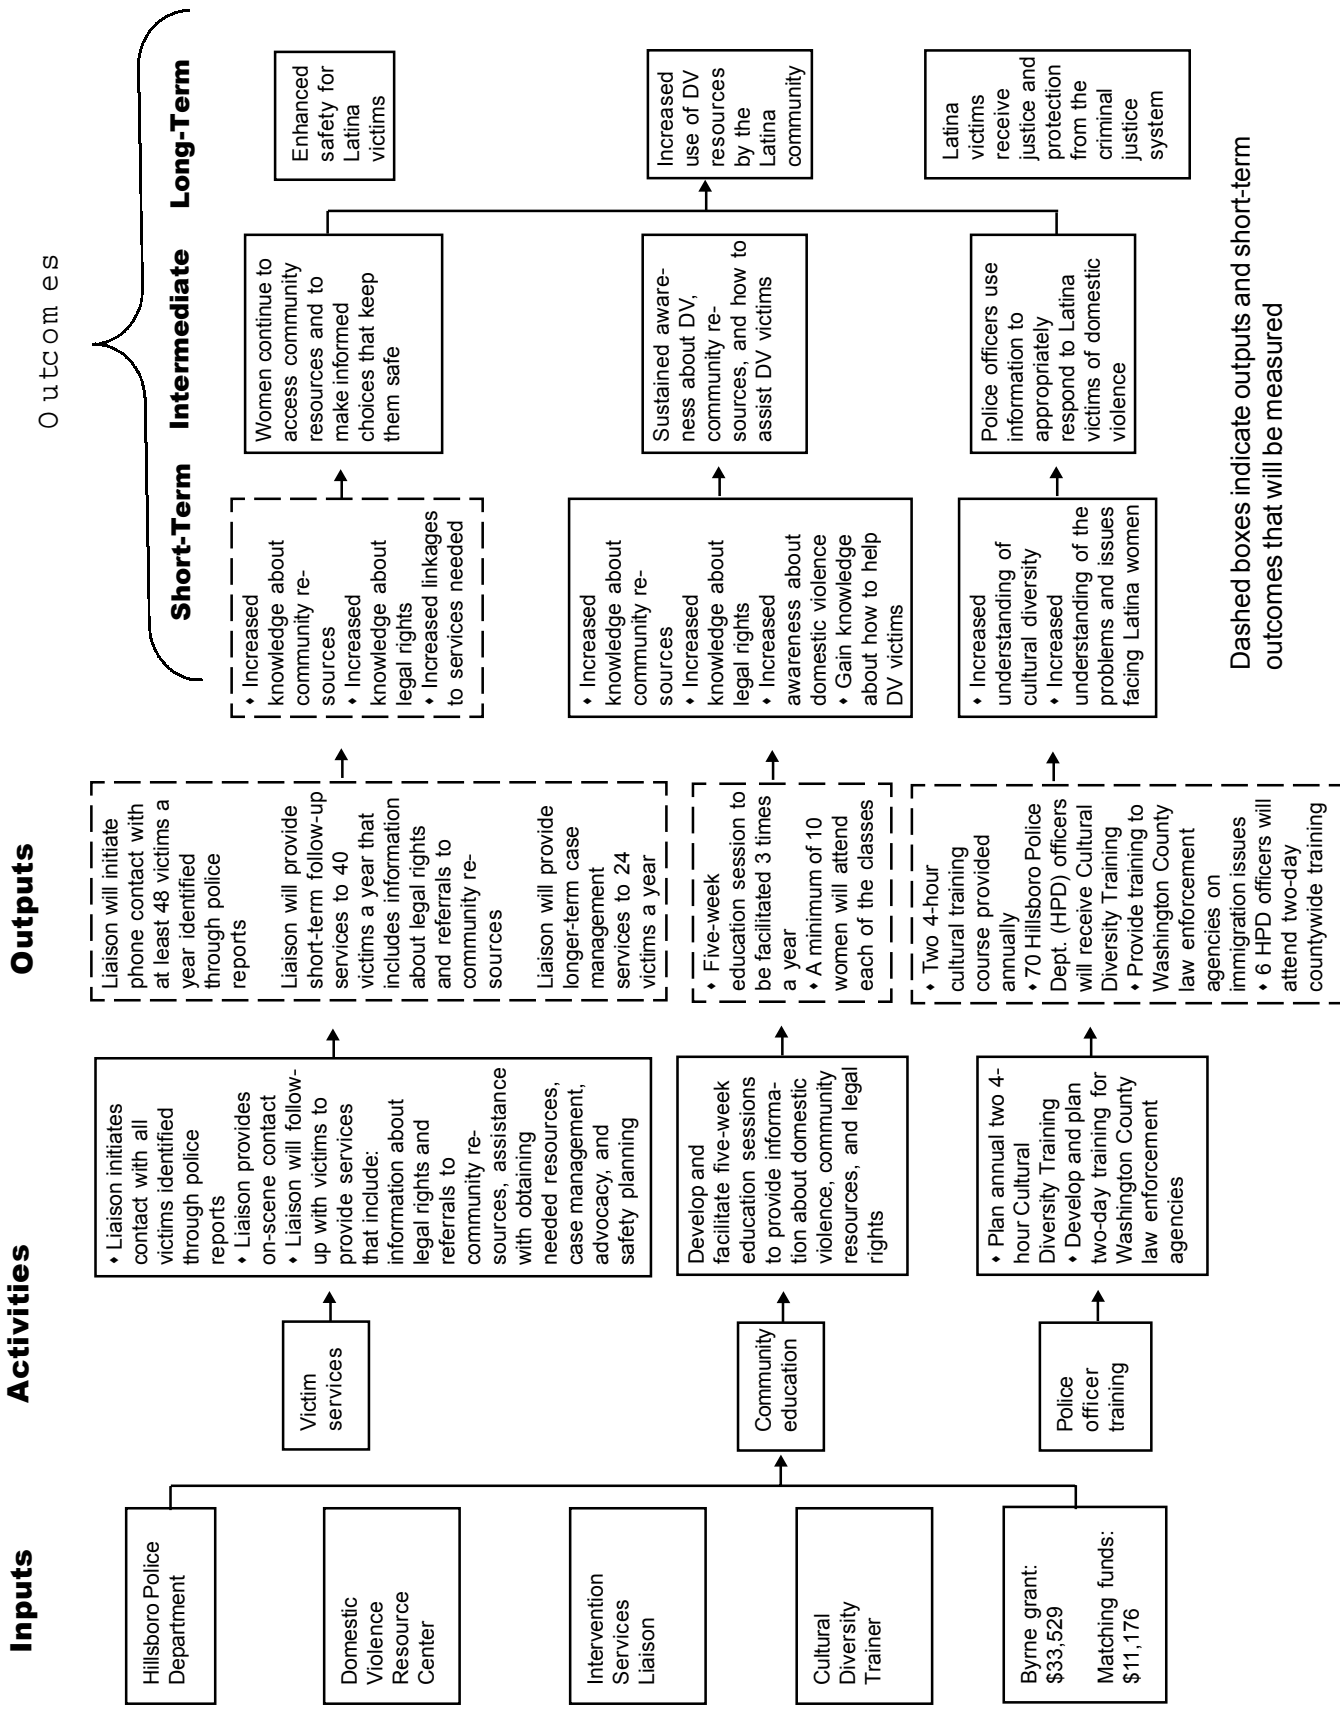 Inputs
Activities
Outputs
Outcomes
Short-Term
Intermediate
Long-Term
Hillsboro Police
Department
Domestic
Violence
Resource
Center
Intervention
Services
Liaison
Cultural
Diversity
Trainer
Byrne grant:
$33,529
Matching funds:
$11,176
Victim
services
Community
education
Police
officer
training
♦ Liaison initiates
contact with all
victims identified
through police
reports
♦ Liaison provides
on-scene contact
♦ Liaison will follow-
up with victims to
provide services
that include:
information about
legal rights and
referrals to
community re-
sources, assistance
with obtaining
needed resources,
case management,
advocacy, and
safety planning
Develop and
facilitate five-week
education sessions
to provide informa-
tion about domestic
violence, community
resources, and legal
rights
♦ Plan annual two 4-
hour Cultural
Diversity Training
♦ Develop and plan
two-day training for
Washington County
law enforcement
agencies
Liaison will initiate
phone contact with
at least 48 victims a
year identified
through police
reports
Liaison will provide
short-term follow-up
services to 40
victims a year that
includes information
about legal rights
and referrals to
community re-
sources
Liaison will provide
longer-term case
management
services to 24
victims a year
♦ Five-week
education session to
be facilitated 3 times
a year
♦ A minimum of 10
women will attend
each of the classes
♦ Two 4-hour
cultural training
course provided
annually
♦ 70 Hillsboro Police
Dept. (HPD) officers
will receive Cultural
Diversity Training
♦ Provide training to
Washington County
law enforcement
agencies on
immigration issues
♦ 6 HPD officers will
attend two-day
countywide training
♦ Increased
knowledge about
community re-
sources
♦ Increased
knowledge about
legal rights
♦ Increased linkages
to services needed
♦ Increased
knowledge about
community re-
sources
♦ Increased
knowledge about
legal rights
♦ Increased
awareness about
domestic violence
♦ Gain knowledge
about how to help
DV victims
♦ Increased
understanding of
cultural diversity
♦ Increased
understanding of the
problems and issues
facing Latina women
Women continue to
access community
resources and to
make informed
choices that keep
them safe
Sustained aware-
ness about DV,
community re-
sources, and how to
assist DV victims
Police officers use
information to
appropriately
respond to Latina
victims of domestic
violence
Enhanced
safety for
Latina
victims
Increased
use of DV
resources
by the
Latina
community
Latina
victims
receive
justice and
protection
from the
criminal
justice
system
Dashed boxes indicate outputs and short-term
outcomes that will be measured